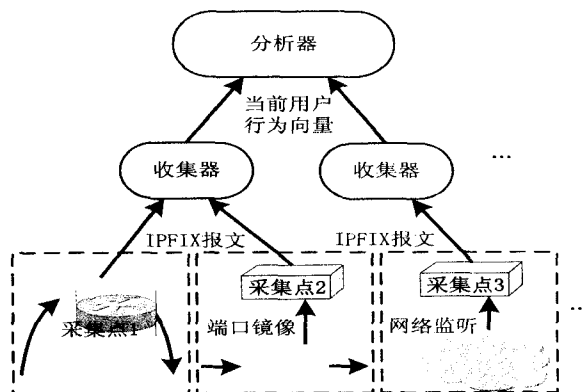 分析器
当前用户
行为向量
收集器
收集器
...
IPFIX报文
IPFIX报文
采集点1
采集点2
采集点3
端口镜像
网络监听
...